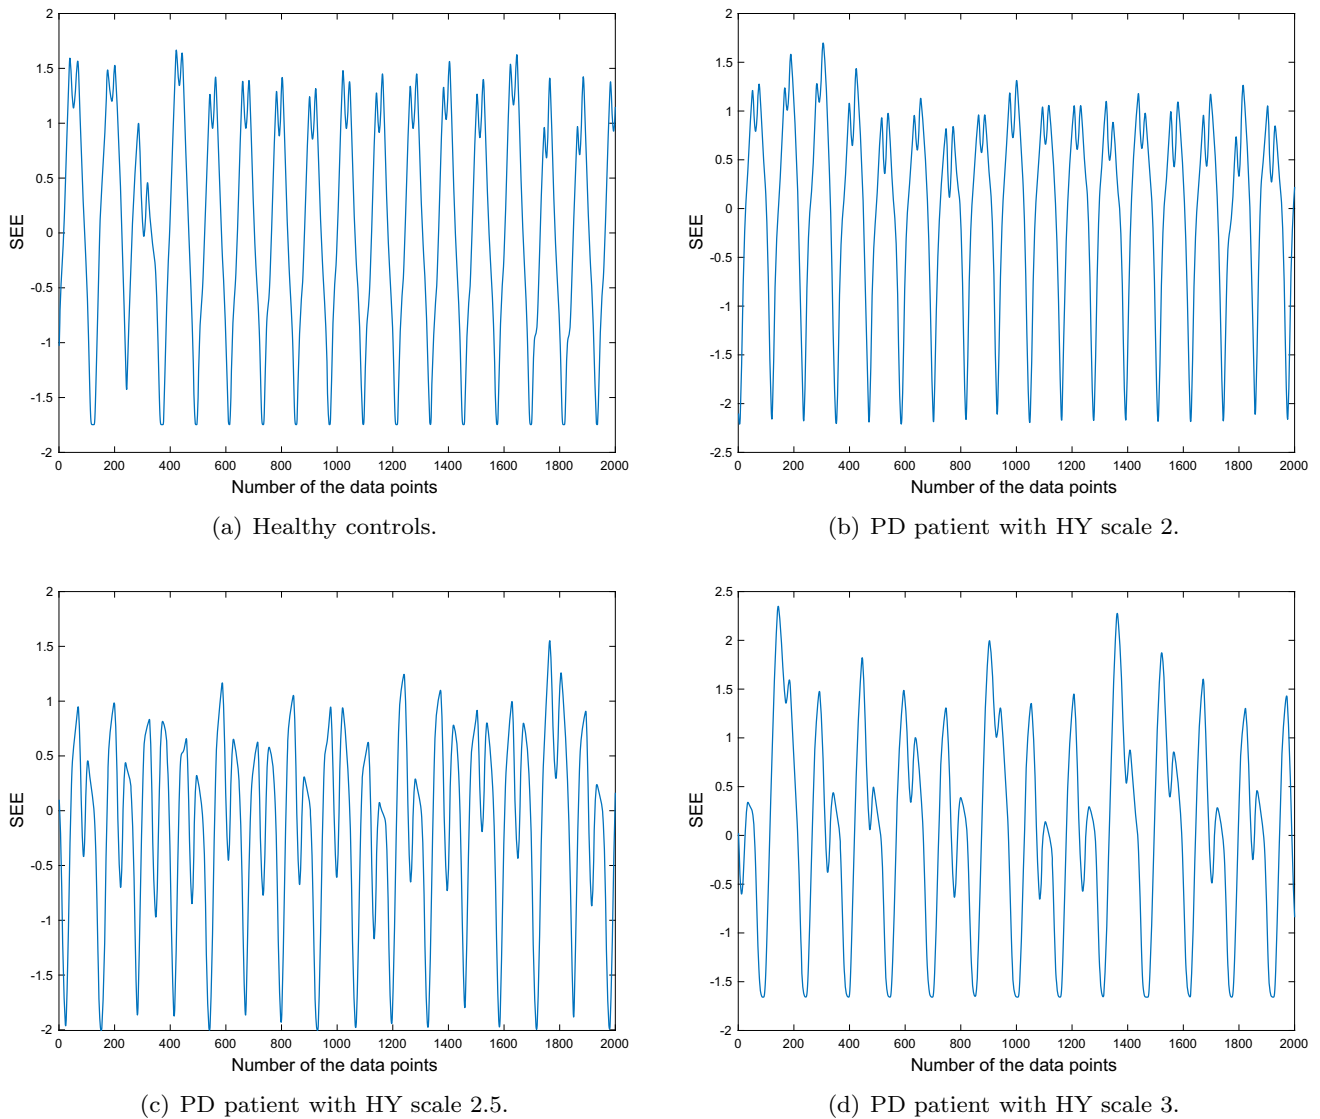 2
1.5
1
0.5
0
-0.5
-1
-1.5
-2
SEE
0 200 400 600 800 1000 1200 1400 1600 1800 2000
Number of the data points
(a) Healthy controls.
2
1.5
1
0.5
0
-0.5
-1
-1.5
-2
-2.5
SEE
0 200 400 600 800 1000 1200 1400 1600 1800 2000
Number of the data points
(b) PD patient with HY scale 2.
2
1.5
1
0.5
0
-0.5
-1
-1.5
-2
SEE
0 200 400 600 800 1000 1200 1400 1600 1800 2000
Number of the data points
(c) PD patient with HY scale 2.5.
2.5
2
1.5
1
0.5
0
-0.5
-1
-1.5
-2
SEE
0 200 400 600 800 1000 1200 1400 1600 1800 2000
Number of the data points
(d) PD patient with HY scale 3.